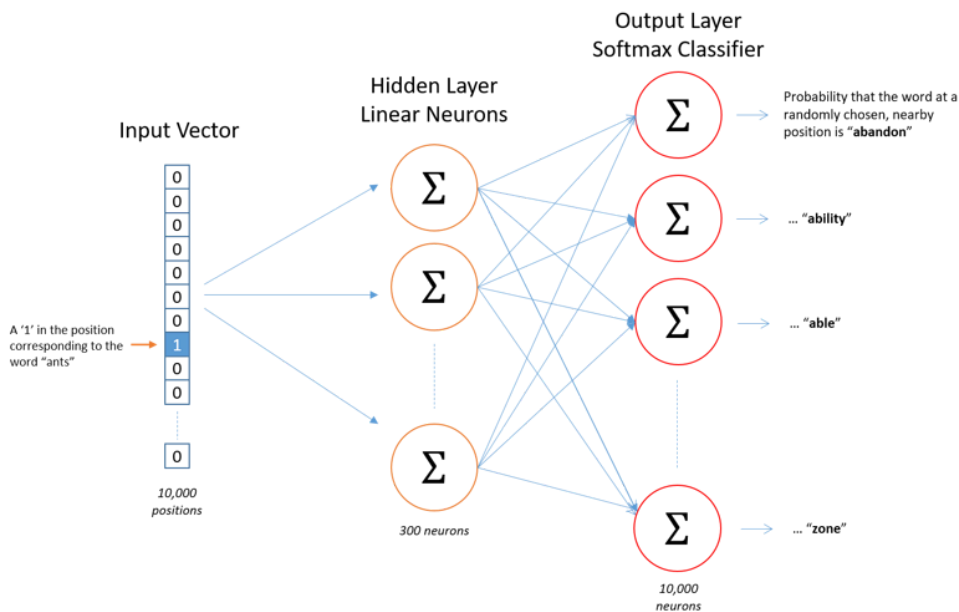 Output Layer
Softmax Classifier
Hidden Layer
Linear Neurons
Input Vector
0
0
0
0
0
0
0
1
0
0
0
A ‘1’ in the position
corresponding to the
word “ants”
10,000
positions
Σ
Σ
Σ
300 neurons
Σ
Σ
Σ
Σ
10,000
neurons
Probability that the word at a
randomly chosen, nearby
position is “abandon”
... “ability”
... “able”
... “zone”